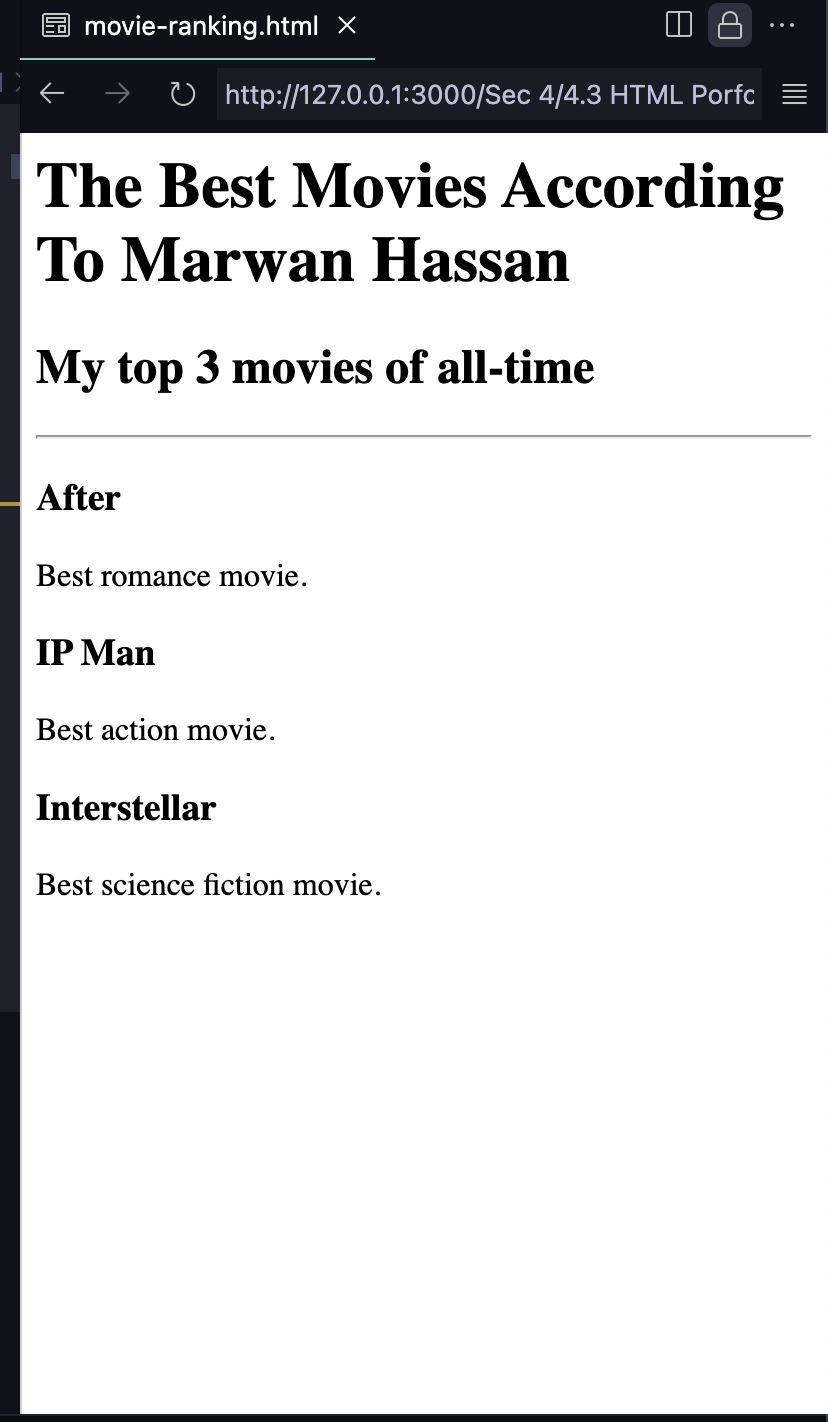 movie-ranking.html
http://127.0.0.1:3000/Sec 4/4.3 HTML Porfo
The Best Movies According
To Marwan Hassan
My top 3 movies of all-time
After
Best romance movie.
IP Man
Best action movie.
Interstellar
Best science fiction movie.